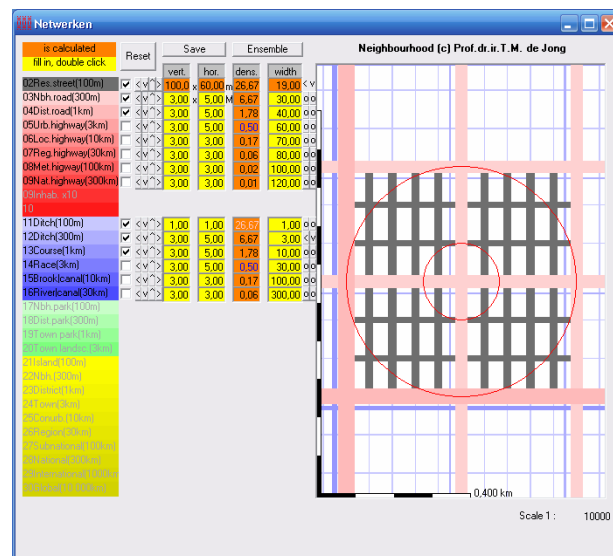 Netwerken
is calculated
fill in, double click
Reset
Save
Ensemble
Neighbourhood (c) Prof.dr.ir.T.M. de Jong
vert. hor. dens. width
02Res.street(100m) < v ^ > 100,0 x 60,00 m 26,67 19,00 < v
03Nbh.road(300m) < v ^ > 3,00 x 5,00 M 6,67 30,00 o o
04Dist.road(1km) < v ^ > 3,00 5,00 1,78 40,00 o o
05Urb.highway(3km) < v ^ > 3,00 5,00 0,50 60,00 o o
06Loc.highway(10km) < v ^ > 3,00 5,00 0,17 70,00 o o
07Reg.highway(30km) < v ^ > 3,00 5,00 0,06 80,00 o o
08Met.higway(100km) < v ^ > 3,00 5,00 0,02 100,00 o o
09Nat.highway(300km) < v ^ > 3,00 5,00 0,01 120,00 o o
09Inhab. x10
10
11Ditch(100m) < v ^ > 1,00 1,00 26,67 1,00 o o
12Ditch(300m) < v ^ > 3,00 5,00 6,67 3,00 < v
13Course(1km) < v ^ > 3,00 5,00 1,78 10,00 o o
14Race(3km) < v ^ > 3,00 5,00 0,50 30,00 o o
15Brook|canal(10km) < v ^ > 3,00 5,00 0,17 100,00 o o
16River|canal(30km) < v ^ > 3,00 5,00 0,06 300,00 o o
17Nbh.park(100m)
18Dist.park(300m)
19Town park(1km)
20Town landsc.(3km)
21Island(100m)
22Nbh.(300m)
23District(1km)
24Town(3km)
25Conurb.(10km)
26Region(30km)
27Subnational(100km)
28National(300km)
29International(1000km
30Global(10.000km)
0,400 km
Scale 1 : 10000